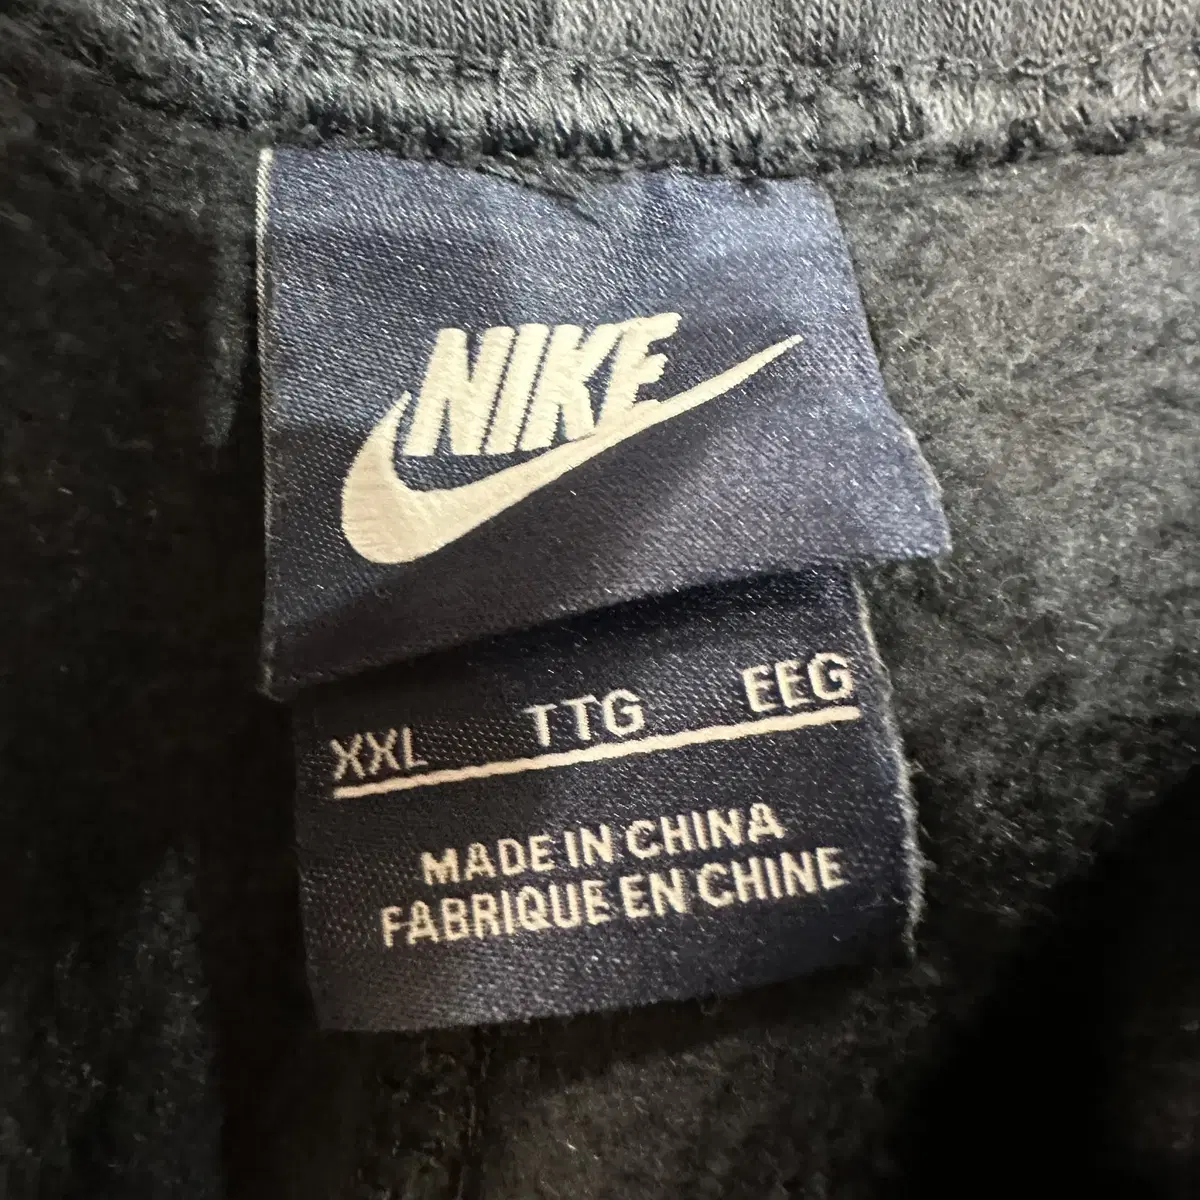 NIKE
XXL TTG EEG
MADE IN CHINA
FABRIQUE EN CHINE